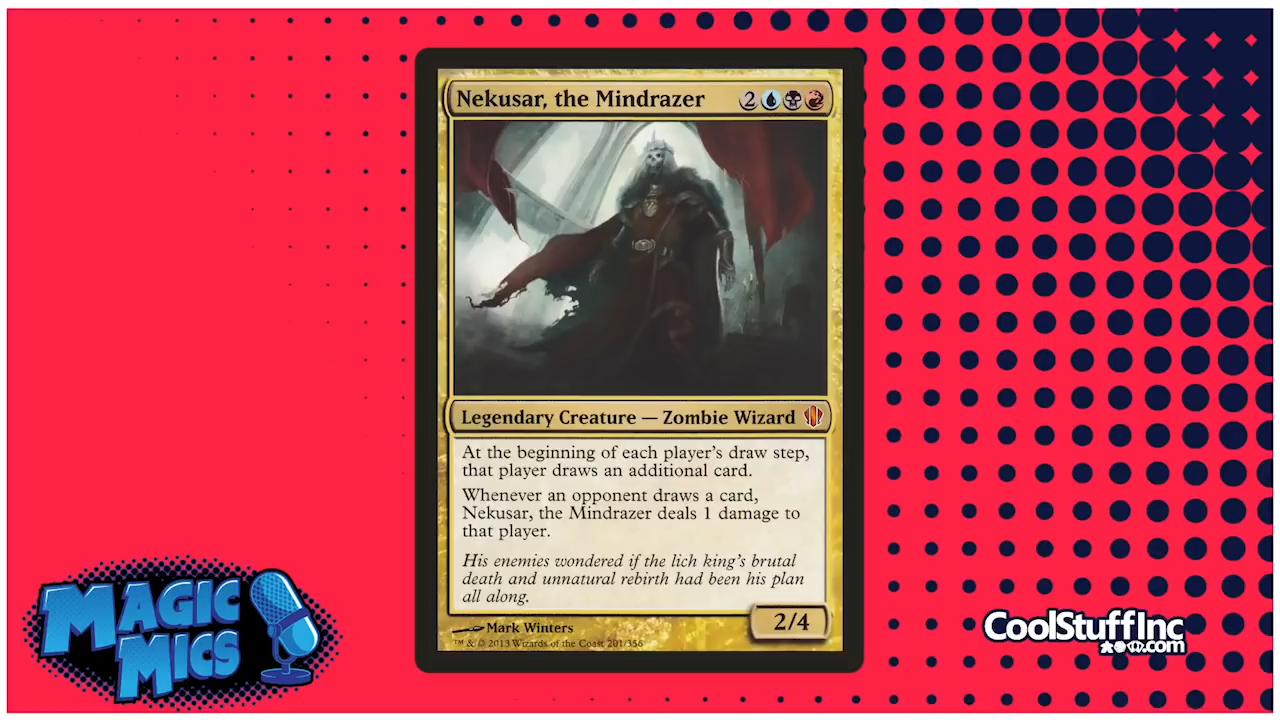 Nekusar, the Mindrazer 2
Legendary Creature — Zombie Wizard
At the beginning of each player's draw step,
that player draws an additional card.
Whenever an opponent draws a card,
Nekusar, the Mindrazer deals 1 damage to
that player.
His enemies wondered if the lich king's brutal
death and unnatural rebirth had been his plan
all along.
2/4
Mark Winters
™ & © 2013 Wizards of the Coast 201/356
MAGIC
MICS
CoolStuffInc
.com